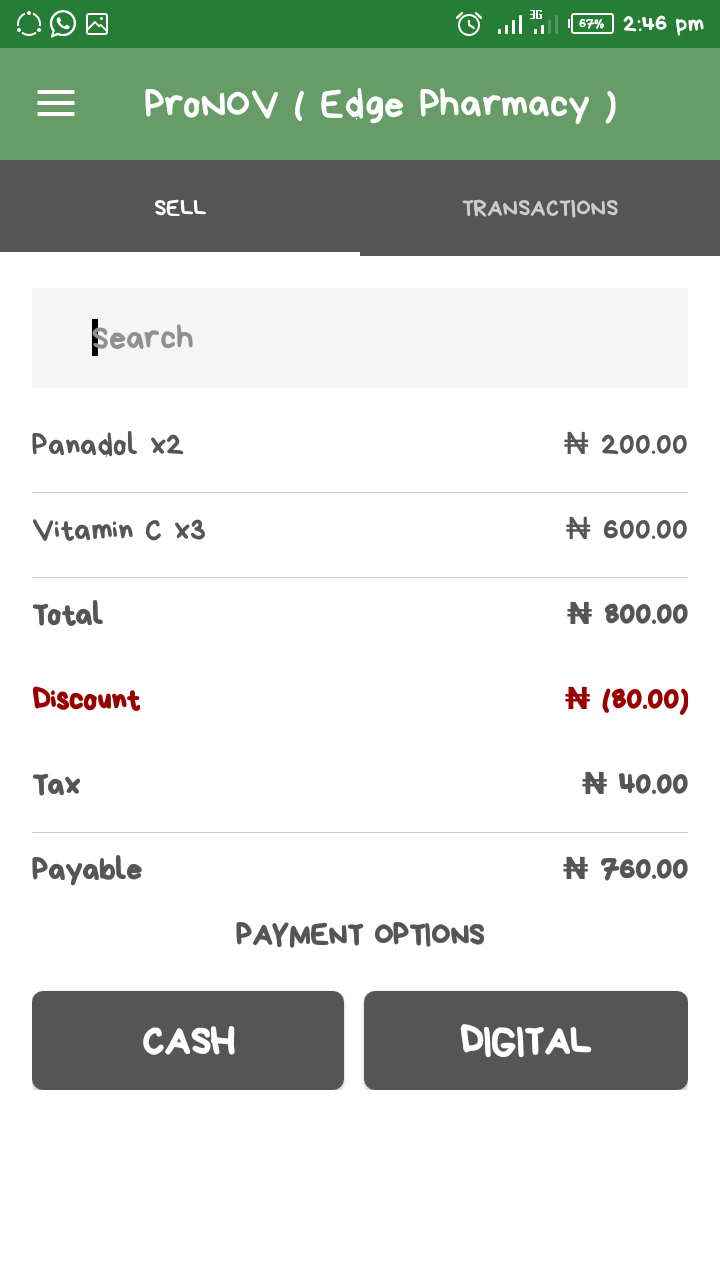 3G 67% 2:46 pm
ProNOV ( Edge Pharmacy )
SELL TRANSACTIONS
Search
Panadol x2 ₦ 200.00
Vitamin C x3 ₦ 600.00
Total ₦ 800.00
Discount ₦ (80.00)
Tax ₦ 40.00
Payable ₦ 760.00
PAYMENT OPTIONS
CASH DIGITAL